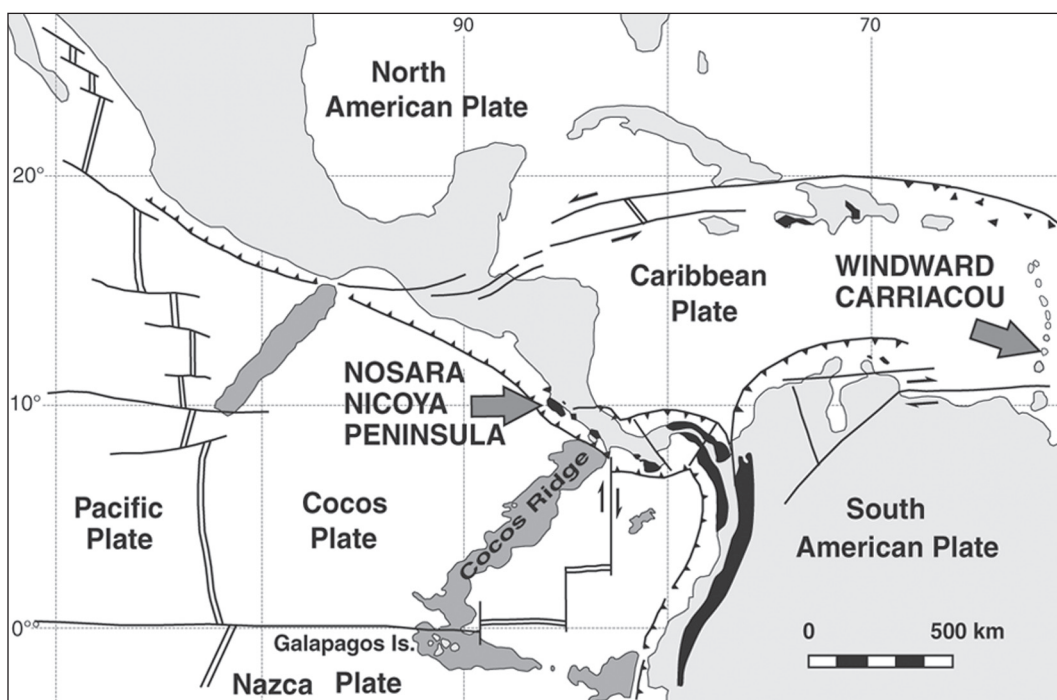 90
70
North
American Plate
20°
Caribbean
Plate
WINDWARD
CARRIACOU
NOSARA
NICOYA
PENINSULA
10°
Cocos Ridge
Pacific
Plate
Cocos
Plate
South
American Plate
0°°
Galapagos Is.
0 500 km
Nazca Plate